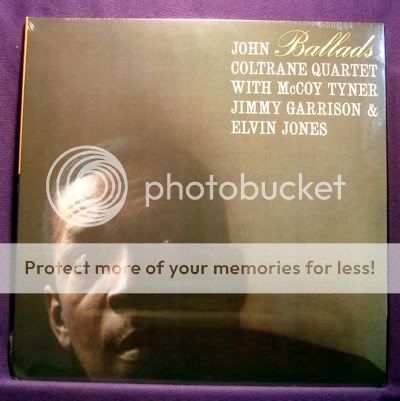 JOHN Ballads
COLTRANE QUARTET
WITH McCOY TYNER
JIMMY GARRISON &
ELVIN JONES
photobucket
Protect more of your memories for less!